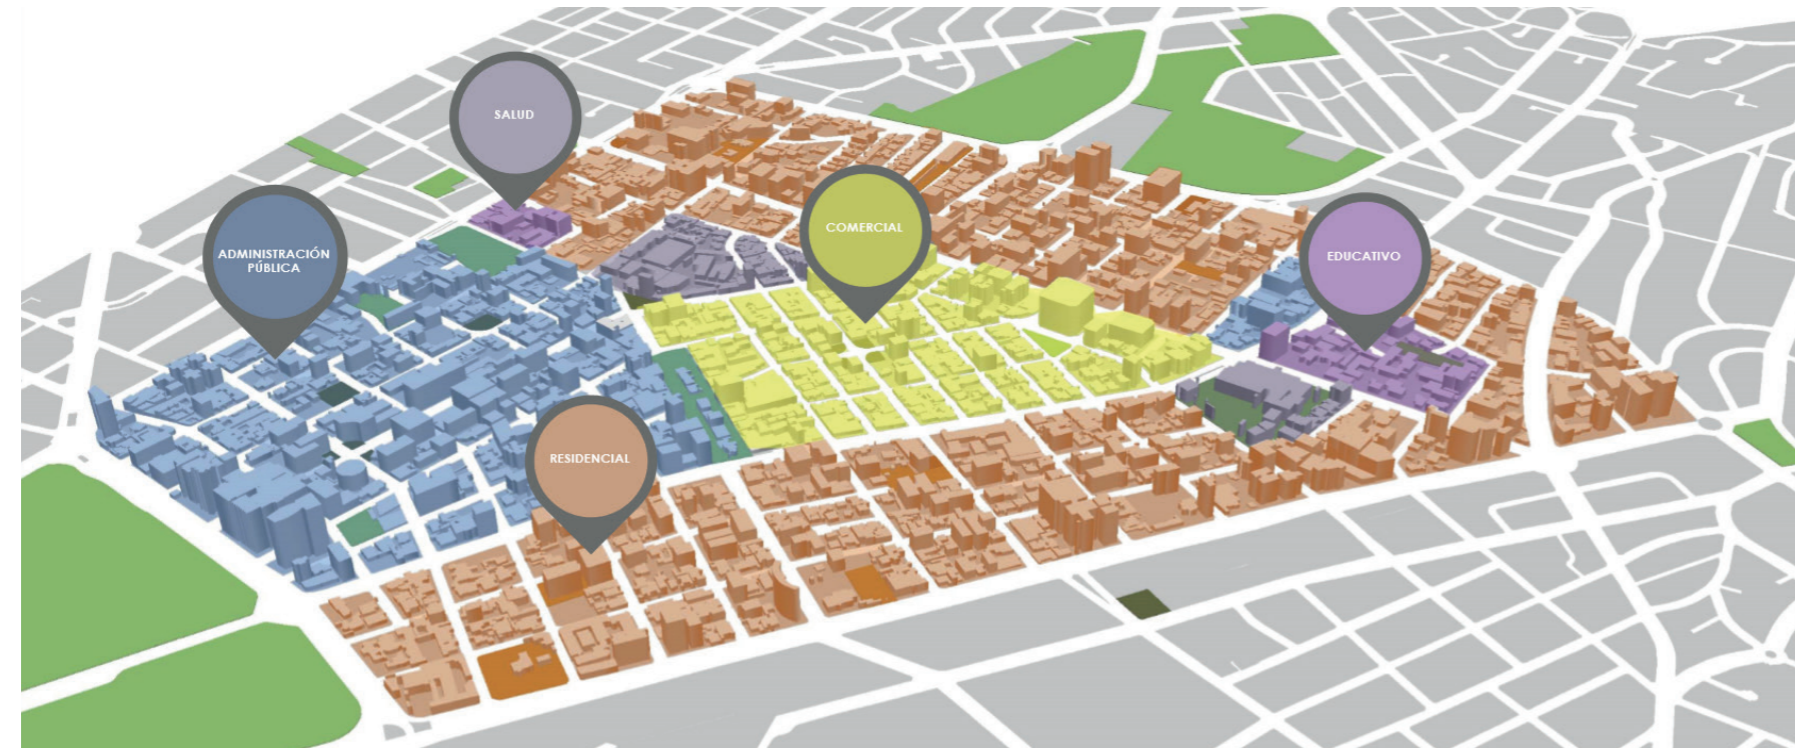 SALUD
COMERCIAL
ADMINISTRACIÓN
PÚBLICA
EDUCATIVO
RESIDENCIAL